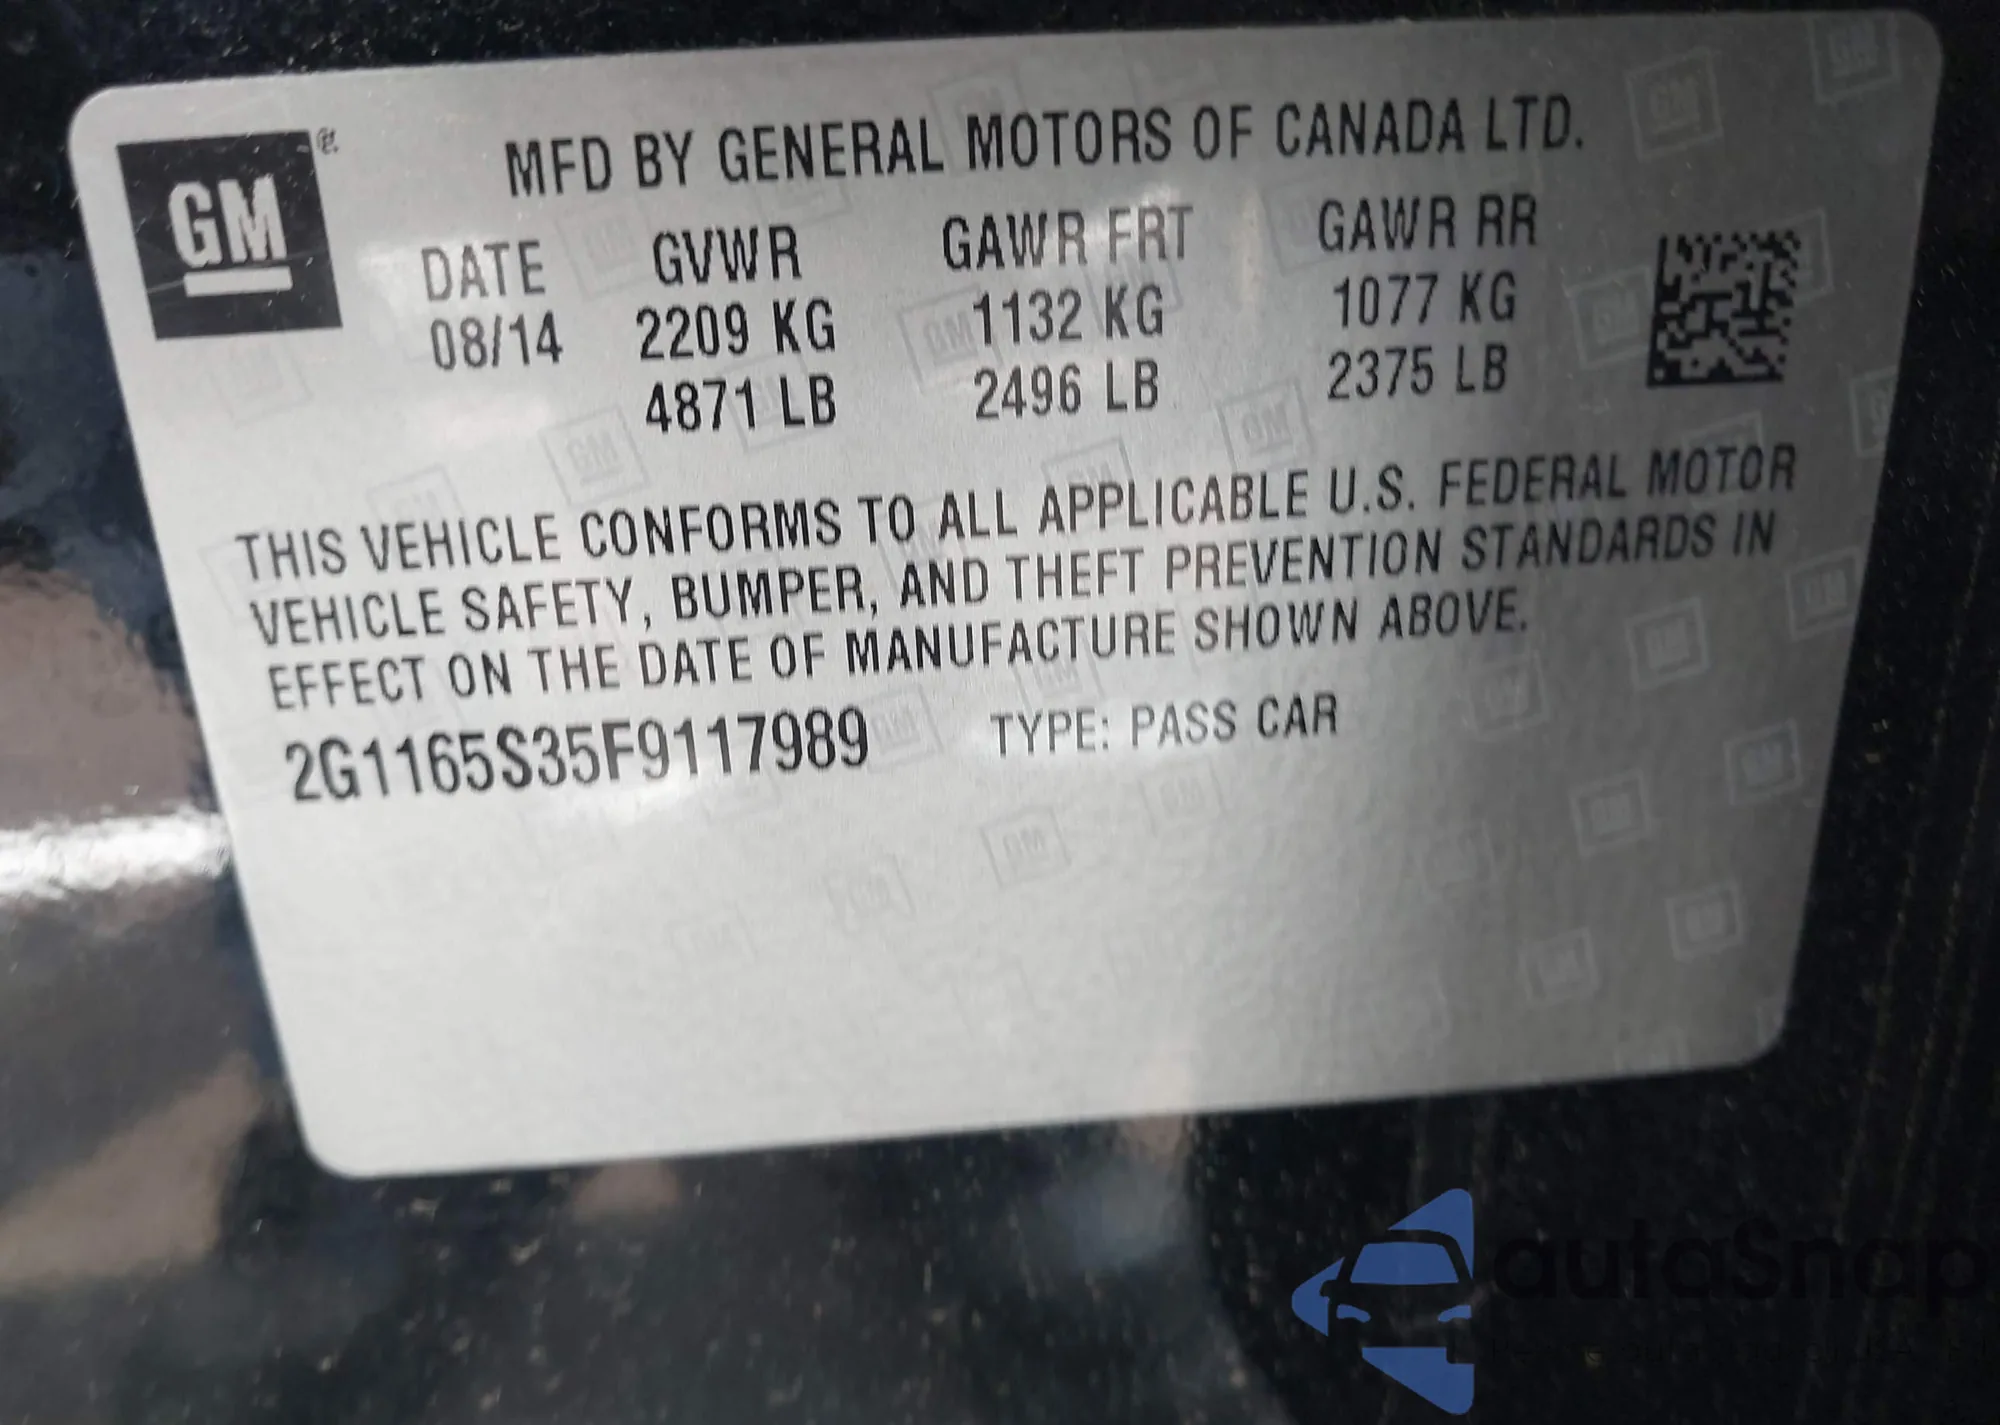 GM
MFD BY GENERAL MOTORS OF CANADA LTD.
DATE GVWR GAWR FRT GAWR RR
08/14 2209 KG 1132 KG 1077 KG
4871 LB 2496 LB 2375 LB
THIS VEHICLE CONFORMS TO ALL APPLICABLE U.S. FEDERAL MOTOR
VEHICLE SAFETY, BUMPER, AND THEFT PREVENTION STANDARDS IN
EFFECT ON THE DATE OF MANUFACTURE SHOWN ABOVE.
2G1165S35F9117989 TYPE: PASS CAR
autoSnap